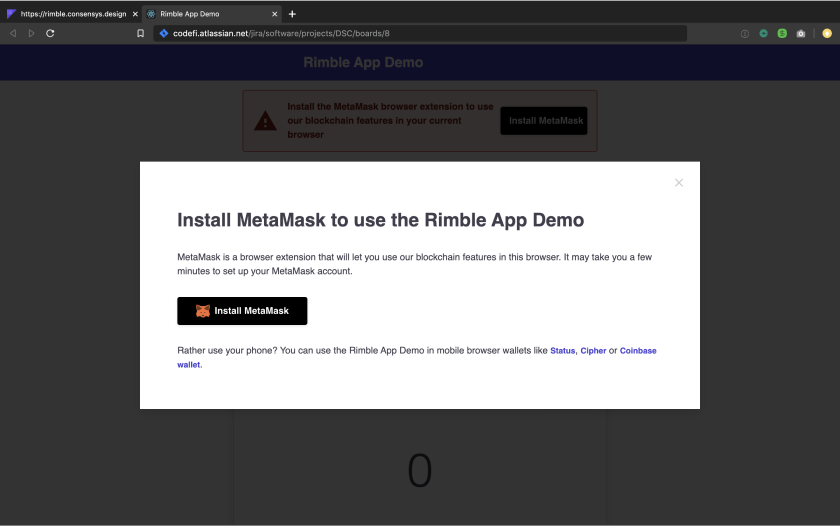 https://rimble.consensys.design
Rimble App Demo
codefi.atlassian.net/jira/software/projects/DSC/boards/8
Rimble App Demo
Install the MetaMask browser extension to use
our blockchain features in your current
browser
Install MetaMask
Install MetaMask to use the Rimble App Demo
MetaMask is a browser extension that will let you use our blockchain features in this browser. It may take you a few
minutes to set up your MetaMask account.
Install MetaMask
Rather use your phone? You can use the Rimble App Demo in mobile browser wallets like Status, Cipher or Coinbase
wallet.
0